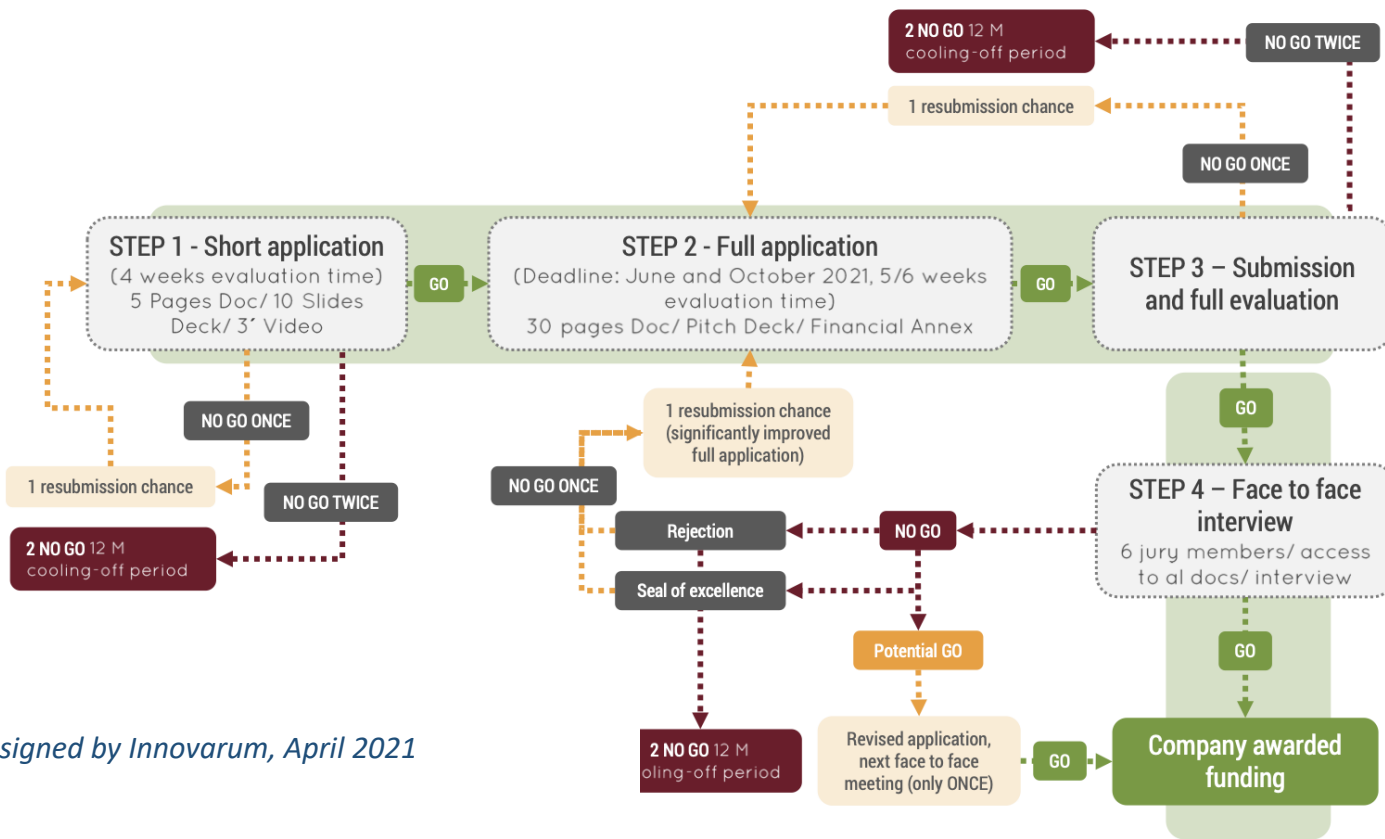 2 NO GO 12 M
cooling-off period
NO GO TWICE
1 resubmission chance
NO GO ONCE
STEP 1 - Short application
(4 weeks evaluation time)
5 Pages Doc/ 10 Slides
Deck/ 3´ Video
GO
STEP 2 - Full application
(Deadline: June and October 2021, 5/6 weeks
evaluation time)
30 pages Doc/ Pitch Deck/ Financial Annex
GO
STEP 3 – Submission
and full evaluation
NO GO ONCE
1 resubmission chance
NO GO TWICE
2 NO GO 12 M
cooling-off period
1 resubmission chance
(significantly improved
full application)
NO GO ONCE
Rejection
NO GO
Seal of excellence
GO
STEP 4 – Face to face
interview
6 jury members/ access
to al docs/ interview
Potential GO
GO
signed by Innovarum, April 2021
2 NO GO 12 M
oling-off period
Revised application,
next face to face
meeting (only ONCE)
GO
Company awarded
funding